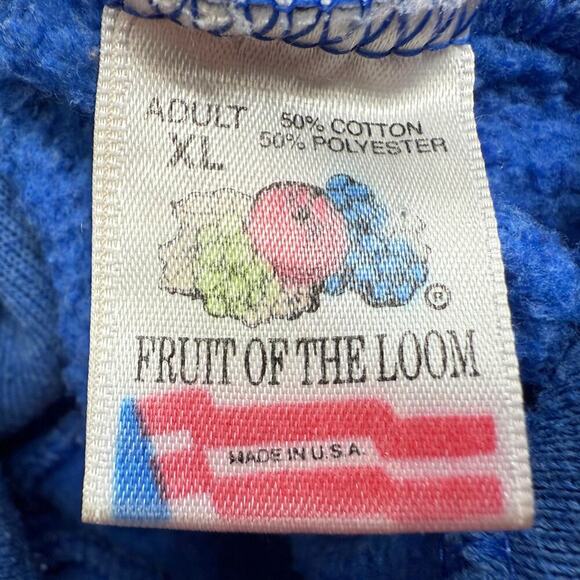 ADULT
XL
50% COTTON
50% POLYESTER
®
FRUIT OF THE LOOM
MADE IN U.S.A.